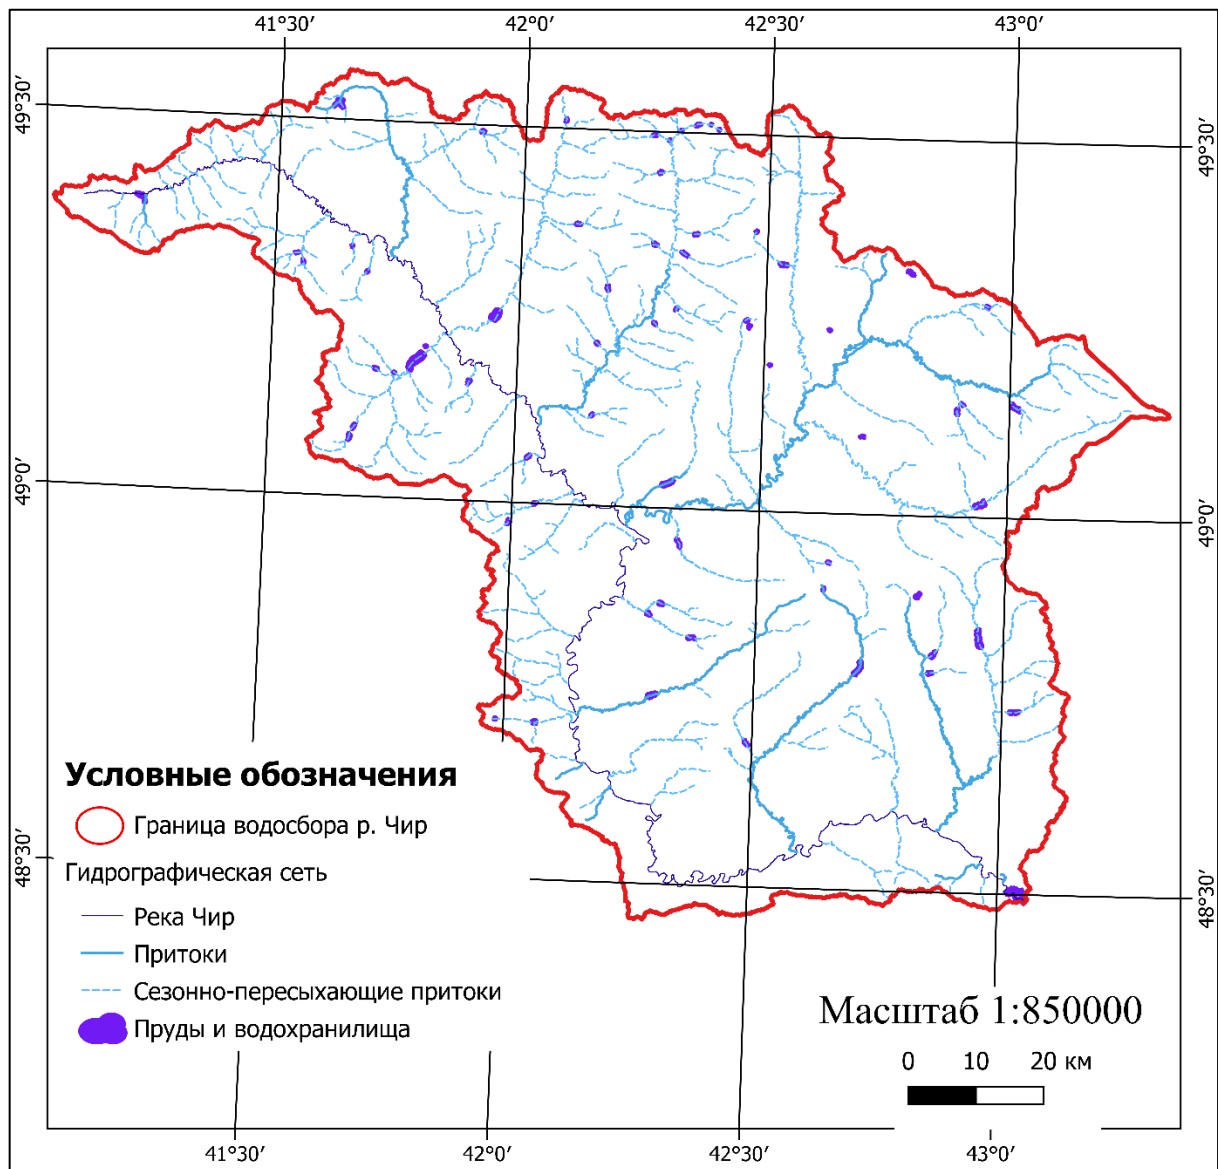 41°30′ 42°0′ 42°30′ 43°0′
49°30′
49°30′
49°0′
49°0′
48°30′
48°30′
Условные обозначения
Граница водосбора р. Чир
Гидрографическая сеть
Река Чир
Притоки
Сезонно-пересыхающие притоки
Пруды и водохранилища
Масштаб 1:850000
0 10 20 км
41°30′ 42°0′ 42°30′ 43°0′